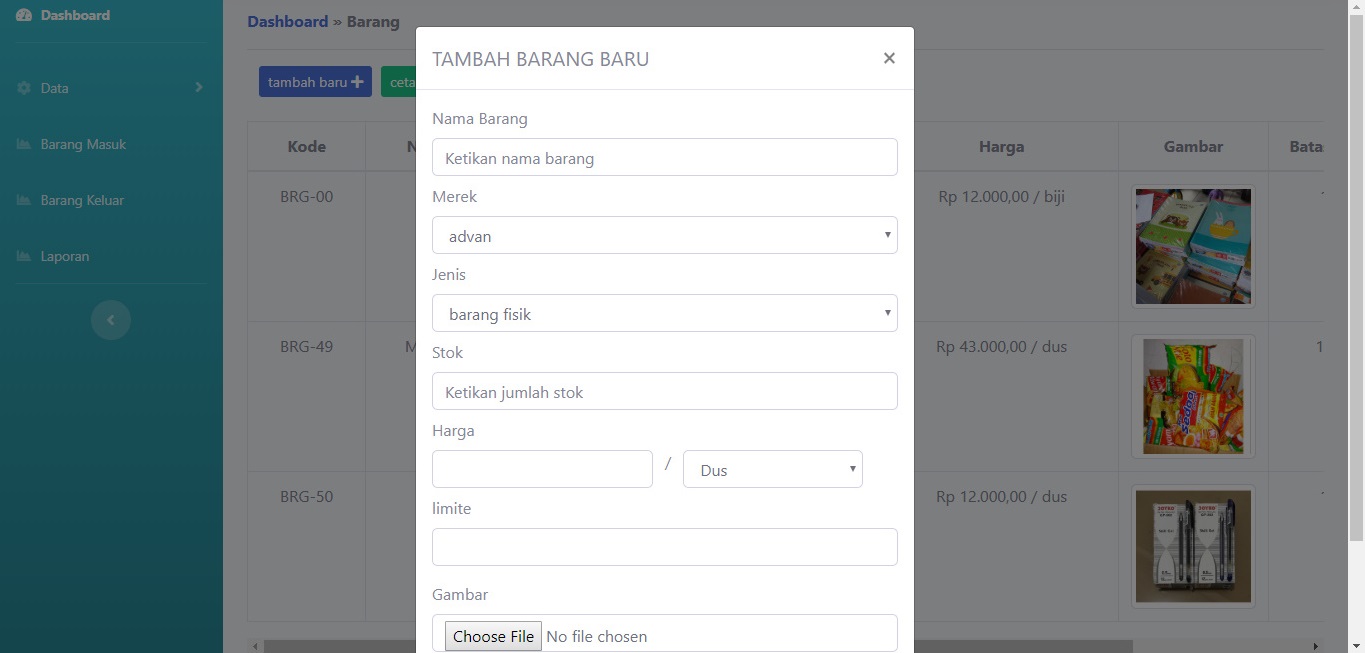 Dashboard
Data
Barang Masuk
Barang Keluar
Laporan
Dashboard » Barang
tambah baru
ceta
Kode
N
Harga
Gambar
Bata
BRG-00
Rp 12.000,00 / biji
BRG-49
M
Rp 43.000,00 / dus
1
BRG-50
Rp 12.000,00 / dus
TAMBAH BARANG BARU
×
Nama Barang
Ketikan nama barang
Merek
advan
Jenis
barang fisik
Stok
Ketikan jumlah stok
Harga
/ Dus
limite
Gambar
Choose File No file chosen